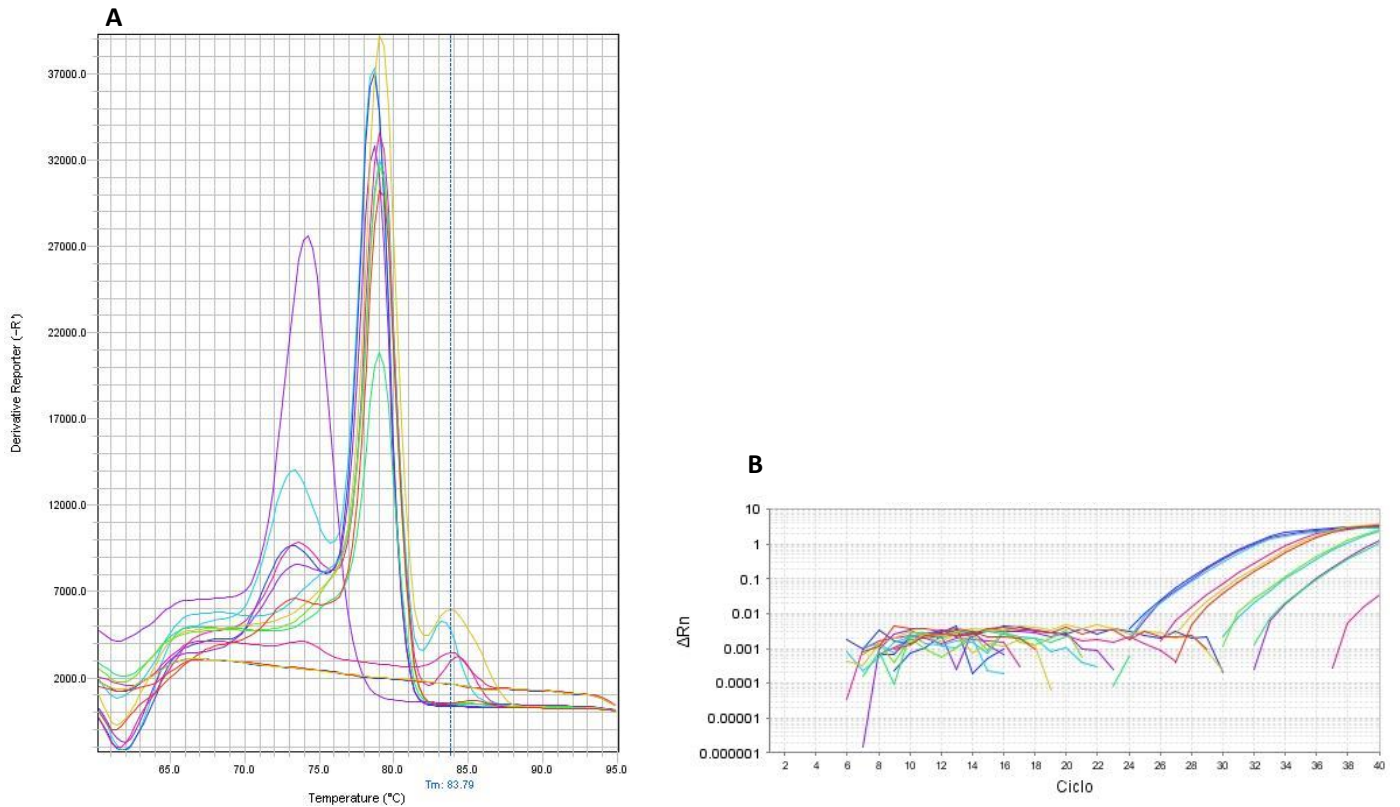 A
37000.0
32000.0
27000.0
22000.0
17000.0
12000.0
7000.0
2000.0
Derivative Reporter (-R')
65.0 70.0 75.0 80.0 85.0 90.0 95.0
Tm: 83.79
Temperature (°C)
B
10
1
0.1
0.01
0.001
0.0001
0.00001
0.000001
ΔRn
2 4 6 8 10 12 14 16 18 20 22 24 26 28 30 32 34 36 38 40
Ciclo